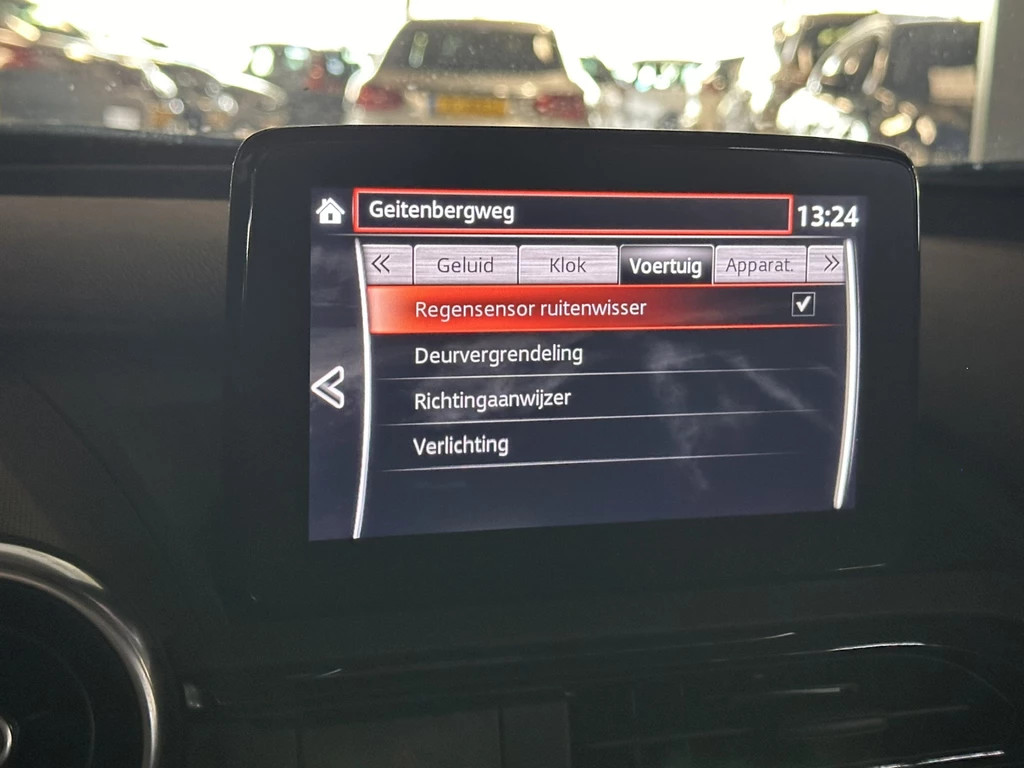 Geitenbergweg 13:24
« Geluid Klok Voertuig Apparat. »
Regensensor ruitenwisser
Deurvergrendeling
Richtingaanwijzer
Verlichting